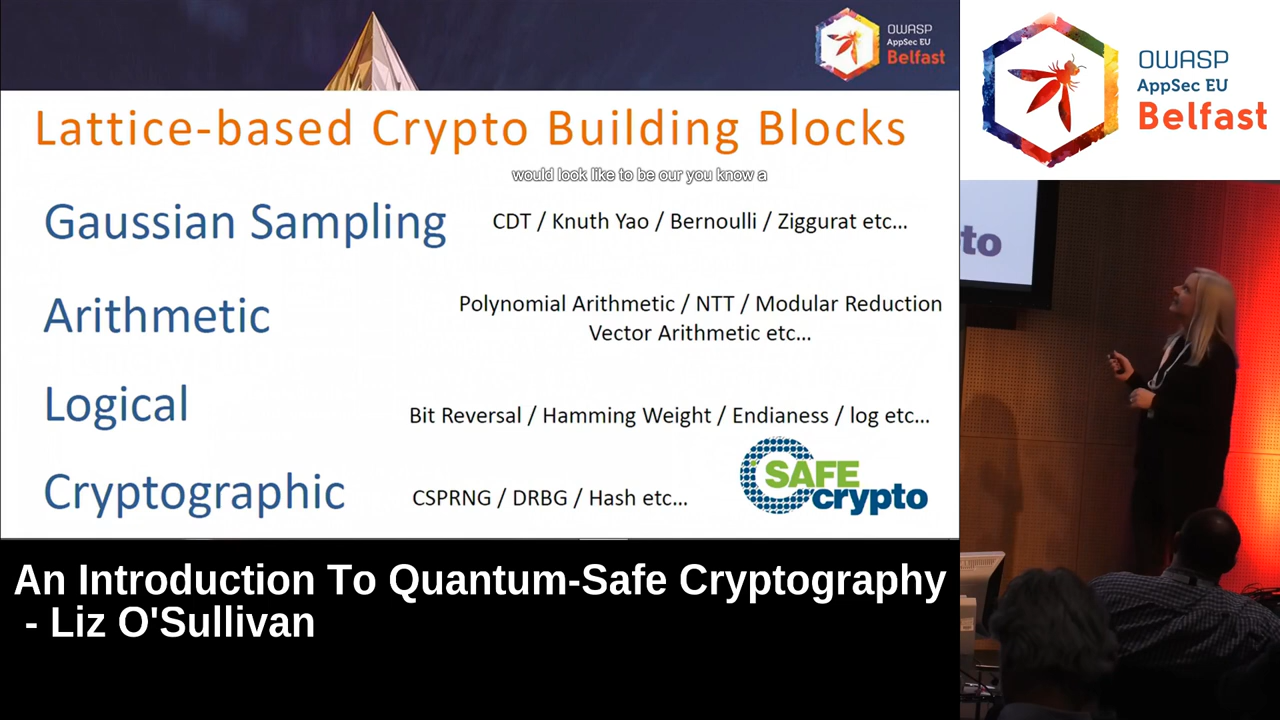 OWASP
AppSec EU
Belfast
Lattice-based Crypto Building Blocks
would look like to be our you know a
Gaussian Sampling
CDT / Knuth Yao / Bernoulli / Ziggurat etc...
Arithmetic
Polynomial Arithmetic / NTT / Modular Reduction
Vector Arithmetic etc...
Logical
Bit Reversal / Hamming Weight / Endianess / log etc...
Cryptographic
CSPRNG / DRBG / Hash etc...
SAFE
crypto
An Introduction To Quantum-Safe Cryptography
- Liz O'Sullivan
OWASP
AppSec EU
Belfast
pto